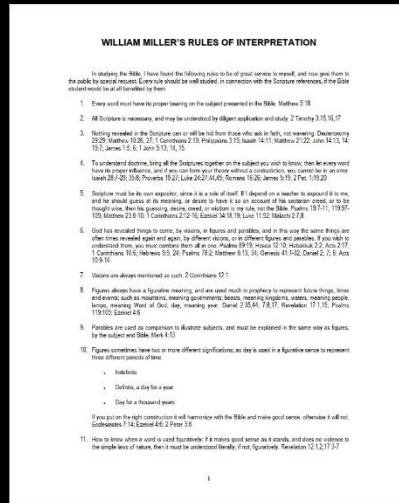 WILLIAM MILLER'S RULES OF INTERPRETATION
In studying the Bible, I have found the following rules to be of great service to myself, and now give them to
the public by special request. Every rule should be well studied, in connection with the Scripture references, if the Bible
student would be at all benefited by them.
1. Every word must have its proper bearing on the subject presented in the Bible. Matthew 5:18
2. All Scripture is necessary, and may be understood by diligent application and study. 2 Timothy 3:15,16,17
3. Nothing revealed in the Scripture can or will be hid from those who ask in faith, not wavering. Deuteronomy
29:29; Matthew 10:26, 27; 1 Corinthians 2:10; Philippians 3:15; Isaiah 14:11; Matthew 21:22; John 14:13, 14;
15:7; James 1:5, 6; 1 John 5:13, 14, 15.
4. To understand doctrine, bring all the Scriptures together on the subject you wish to know; then let every word
have its proper influence, and if you can form your theory without a contradiction, you cannot be in an error.
Isaiah 28:7-29; 35:8; Proverbs 19:27; Luke 24:27,44,45; Romans 16:26; James 5:19; 2 Pet. 1:19,20
5. Scripture must be its own expositor, since it is a rule of itself. If I depend on a teacher to expound it to me,
and he should guess at its meaning, or desire to have it so on account of his sectarian creed, or to be
thought wise, then his guessing, desire, creed, or wisdom is my rule, not the Bible. Psalms 19:7-11; 119:97-
105; Matthew 23:8-10; 1 Corinthians 2:12-16; Ezekiel 34:18,19; Luke 11:52; Malachi 2:7,8
6. God has revealed things to come, by visions, in figures and parables, and in this way the same things are
often times revealed again and again, by different visions, or in different figures and parables. If you wish to
understand them, you must combine them all in one. Psalms 89:19; Hosea 12:10; Habakkuk 2:2; Acts 2:17;
1 Corinthians 10:6; Hebrews 9:9, 24; Psalms 78:2; Matthew 13, 34; Genesis 41:1-32; Daniel 2; 7; 8; Acts
10:9-16
7. Visions are always mentioned as such. 2 Corinthians 12:1
8. Figures always have a figurative meaning, and are used much in prophecy to represent future things, times
and events; such as mountains, meaning governments; beasts, meaning kingdoms, waters, meaning people,
lamps, meaning Word of God, day, meaning year. Daniel 2:35,44, 7:8,17, Revelation 17:1,15, Psalms
119:105; Ezekiel 4:6
9. Parables are used as comparison to illustrate subjects, and must be explained in the same way as figures,
by the subject and Bible. Mark 4:13
10. Figures sometimes have two or more different significations, as day is used in a figurative sense to represent
three different periods of time.
• Indefinite.
• Definite, a day for a year.
• Day for a thousand years.
If you put on the right construction it will harmonize with the Bible and make good sense, otherwise it will not.
Ecclesiastes 7:14; Ezekiel 4:6; 2 Peter 3:8
11. How to know when a word is used figuratively: If it makes good sense as it stands, and does no violence to
the simple laws of nature, then it must be understood literally; if not, figuratively. Revelation 12:1,2;17:3-7
1